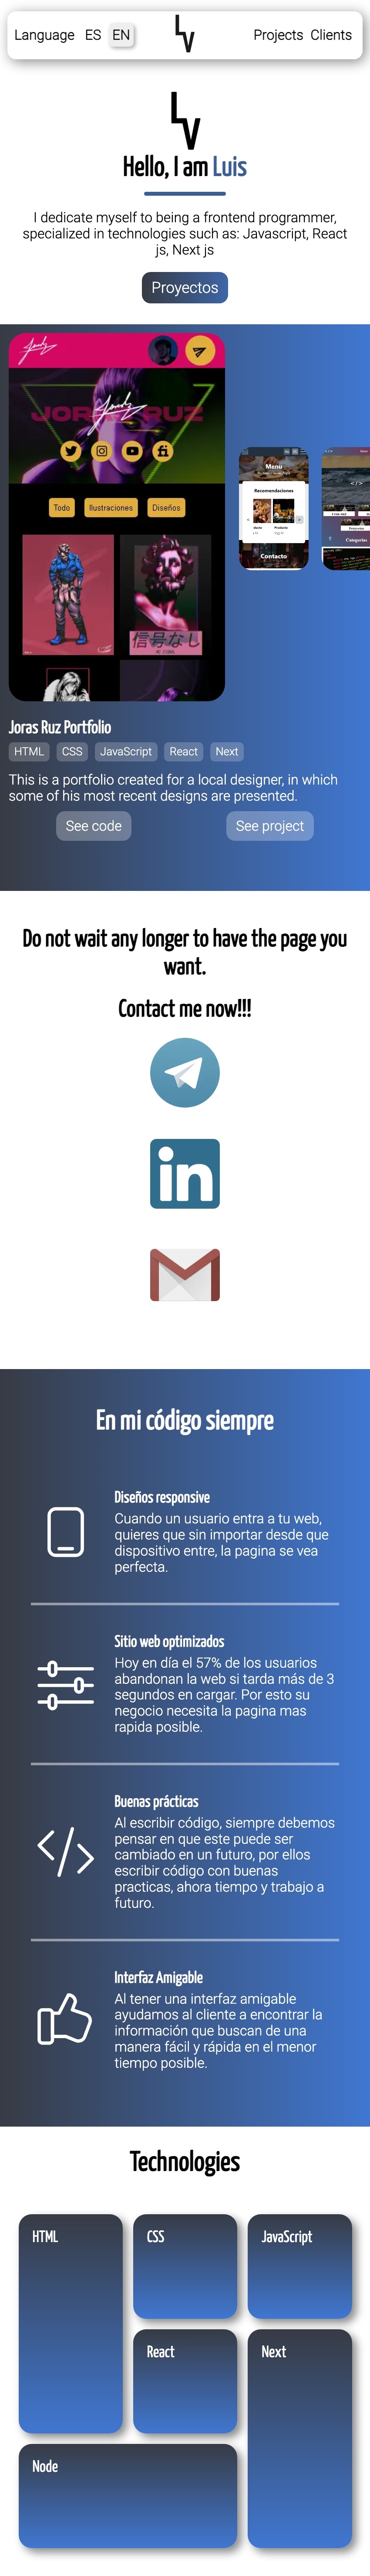 Language ES EN
LV
Projects Clients
LV
Hello, I am Luis
I dedicate myself to being a frontend programmer,
specialized in technologies such as: Javascript, React
js, Next js
Proyectos
JORAS RUZ
Todo
Ilustraciones
Diseños
信号なし
Menu
Recomendaciones
Producto
Contacto
</>
Categorias
Joras Ruz Portfolio
HTML CSS JavaScript React Next
This is a portfolio created for a local designer, in which
some of his most recent designs are presented.
See code
See project
Do not wait any longer to have the page you
want.
Contact me now!!!
in
En mi código siempre
Diseños responsive
Cuando un usuario entra a tu web,
quieres que sin importar desde que
dispositivo entre, la pagina se vea
perfecta.
Sitio web optimizados
Hoy en día el 57% de los usuarios
abandonan la web si tarda más de 3
segundos en cargar. Por esto su
negocio necesita la pagina mas
rapida posible.
Buenas prácticas
Al escribir código, siempre debemos
pensar en que este puede ser
cambiado en un futuro, por ellos
escribir código con buenas
practicas, ahora tiempo y trabajo a
futuro.
Interfaz Amigable
Al tener una interfaz amigable
ayudamos al cliente a encontrar la
información que buscan de una
manera fácil y rápida en el menor
tiempo posible.
Technologies
HTML
CSS
JavaScript
React
Next
Node